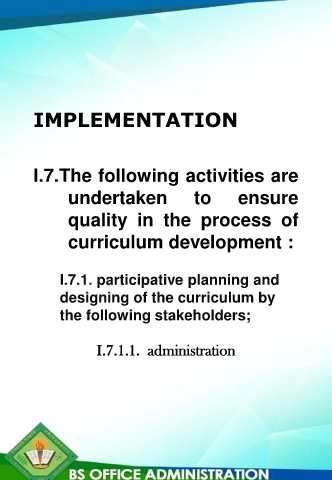 IMPLEMENTATION
I.7.The following activities are
undertaken to ensure
quality in the process of
curriculum development :
I.7.1. participative planning and
designing of the curriculum by
the following stakeholders;
I.7.1.1. administration
BS OFFICE ADMINISTRATION